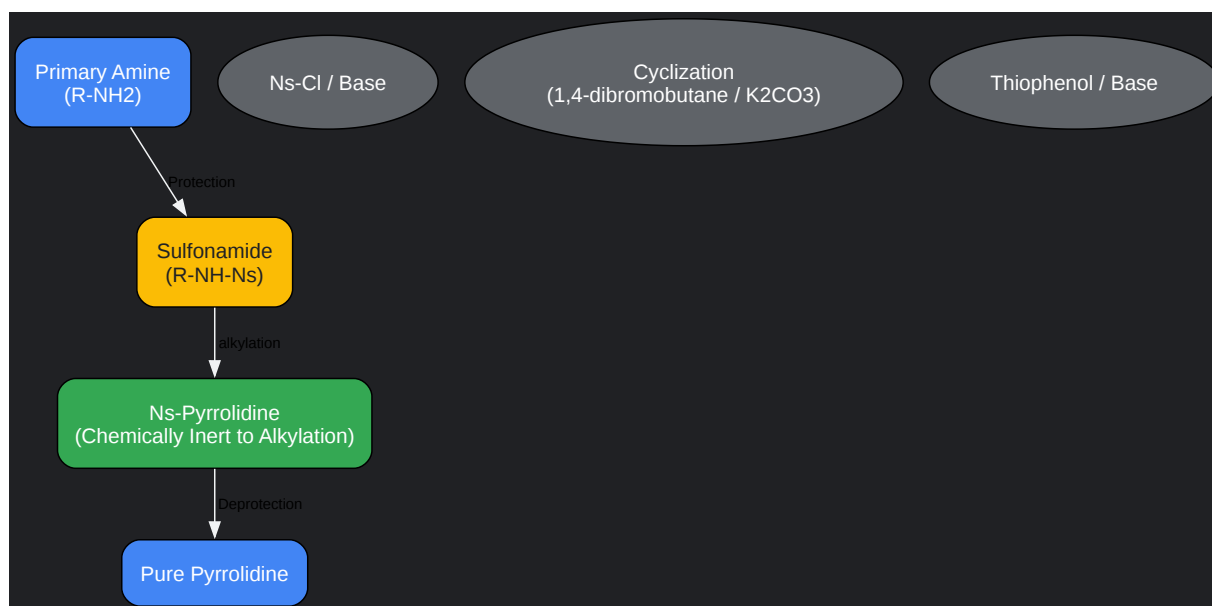 Primary Amine
(R-NH2)
Ns-Cl / Base
Cyclization
(1,4-dibromobutane / K2CO3)
Thiophenol / Base
Protection
Sulfonamide
(R-NH-Ns)
alkylation
Ns-Pyrrolidine
(Chemically Inert to Alkylation)
Deprotection
Pure Pyrrolidine